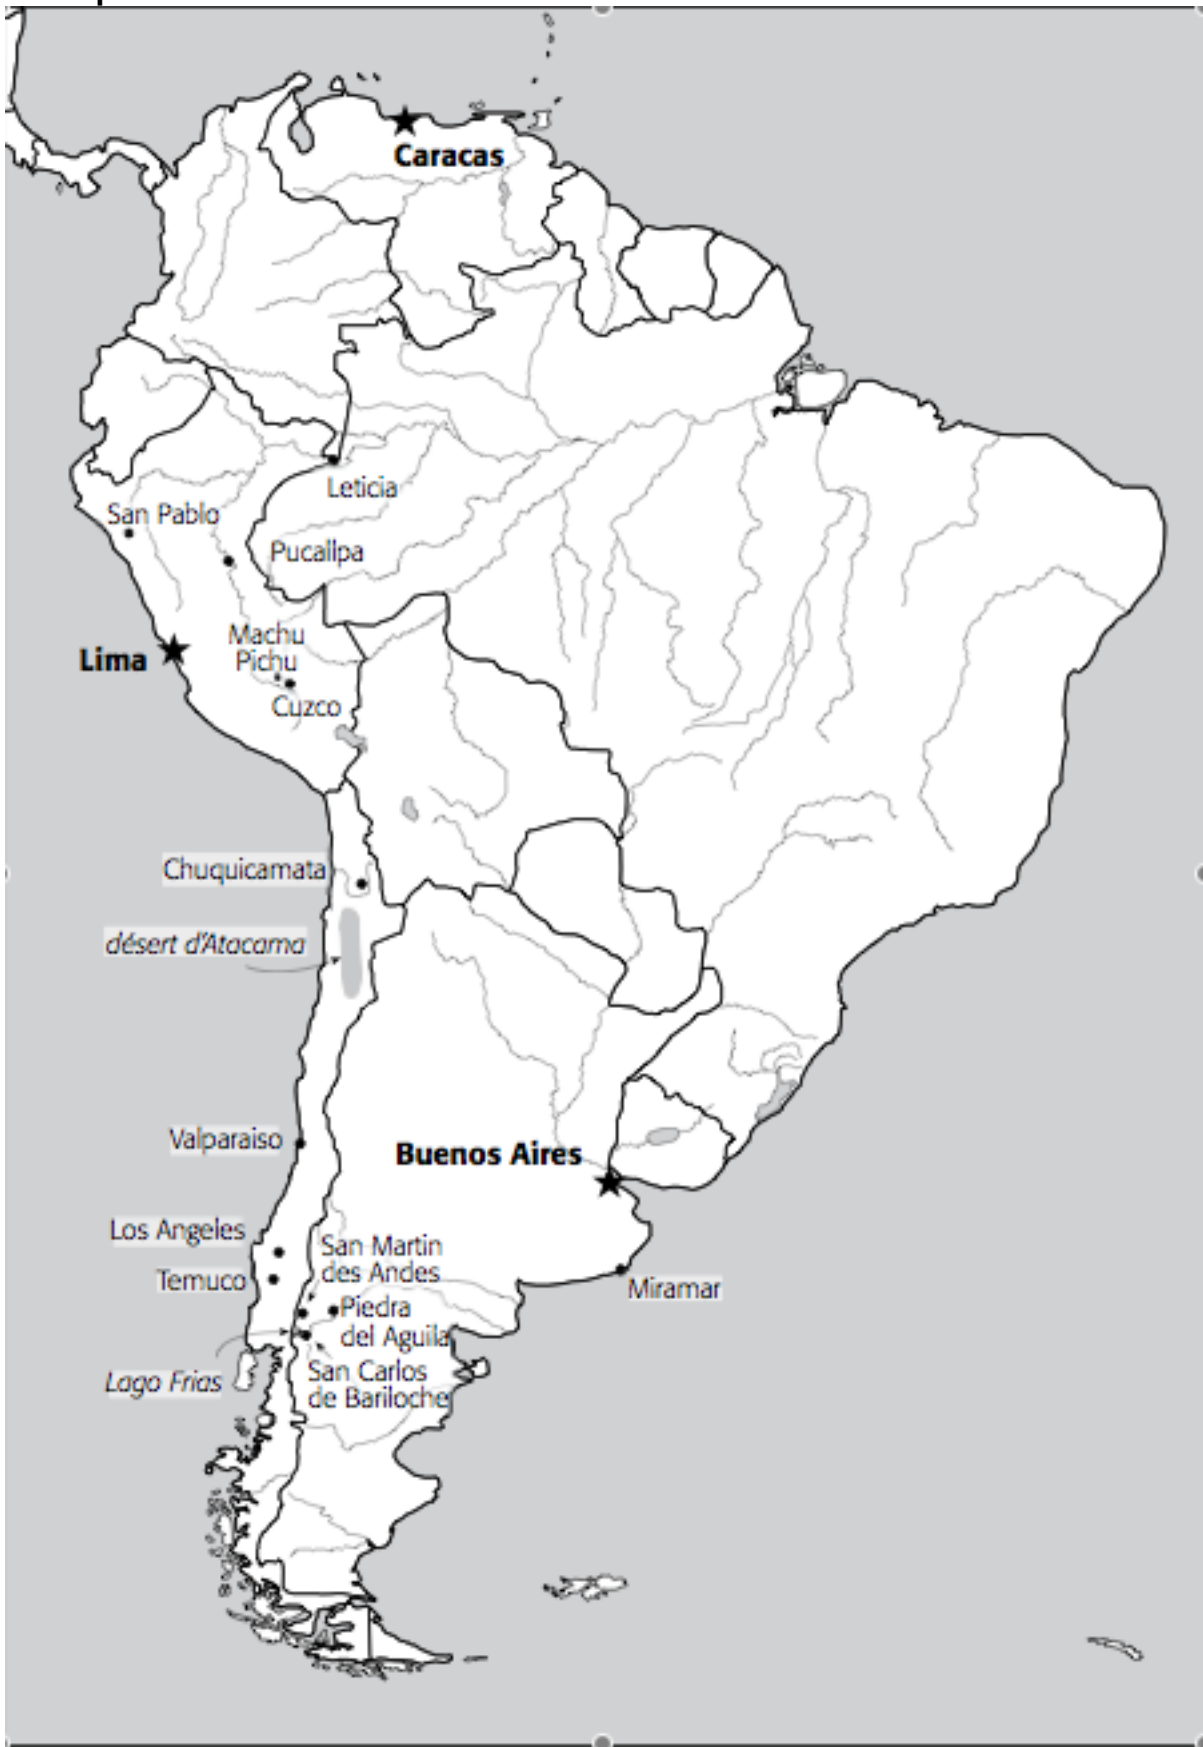 Caracas
Leticia
San Pablo
Pucallpa
Machu
Pichu
Lima
Cuzco
Chuquicamata
désert d'Atacama
Valparaiso
Buenos Aires
Los Angeles
San Martin
des Andes
Temuco
Miramar
Piedra
del Aguila
Lago Frias
San Carlos
de Bariloche